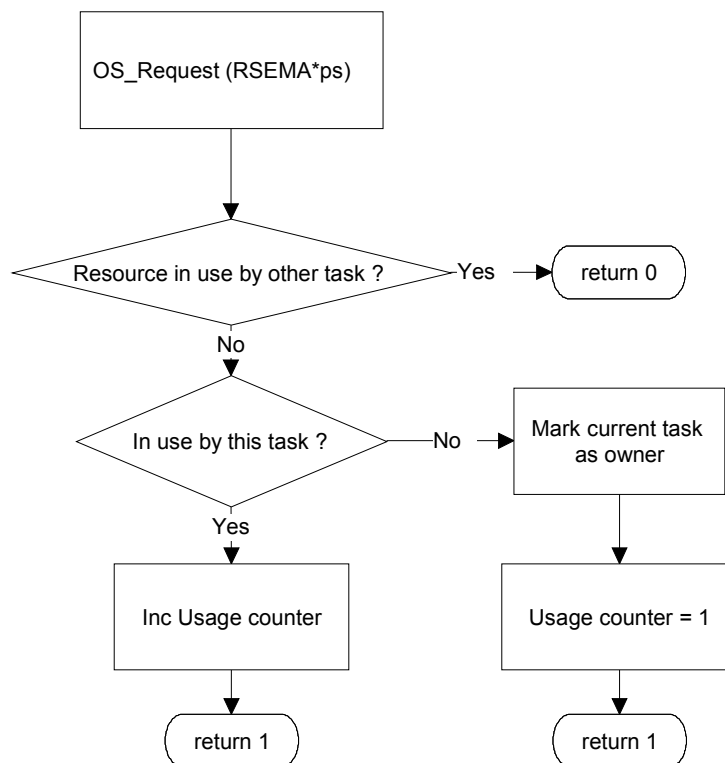 OS_Request (RSEMA*ps)
Resource in use by other task ?
Yes
return 0
No
In use by this task ?
No
Mark current task
as owner
Yes
Inc Usage counter
Usage counter = 1
return 1
return 1